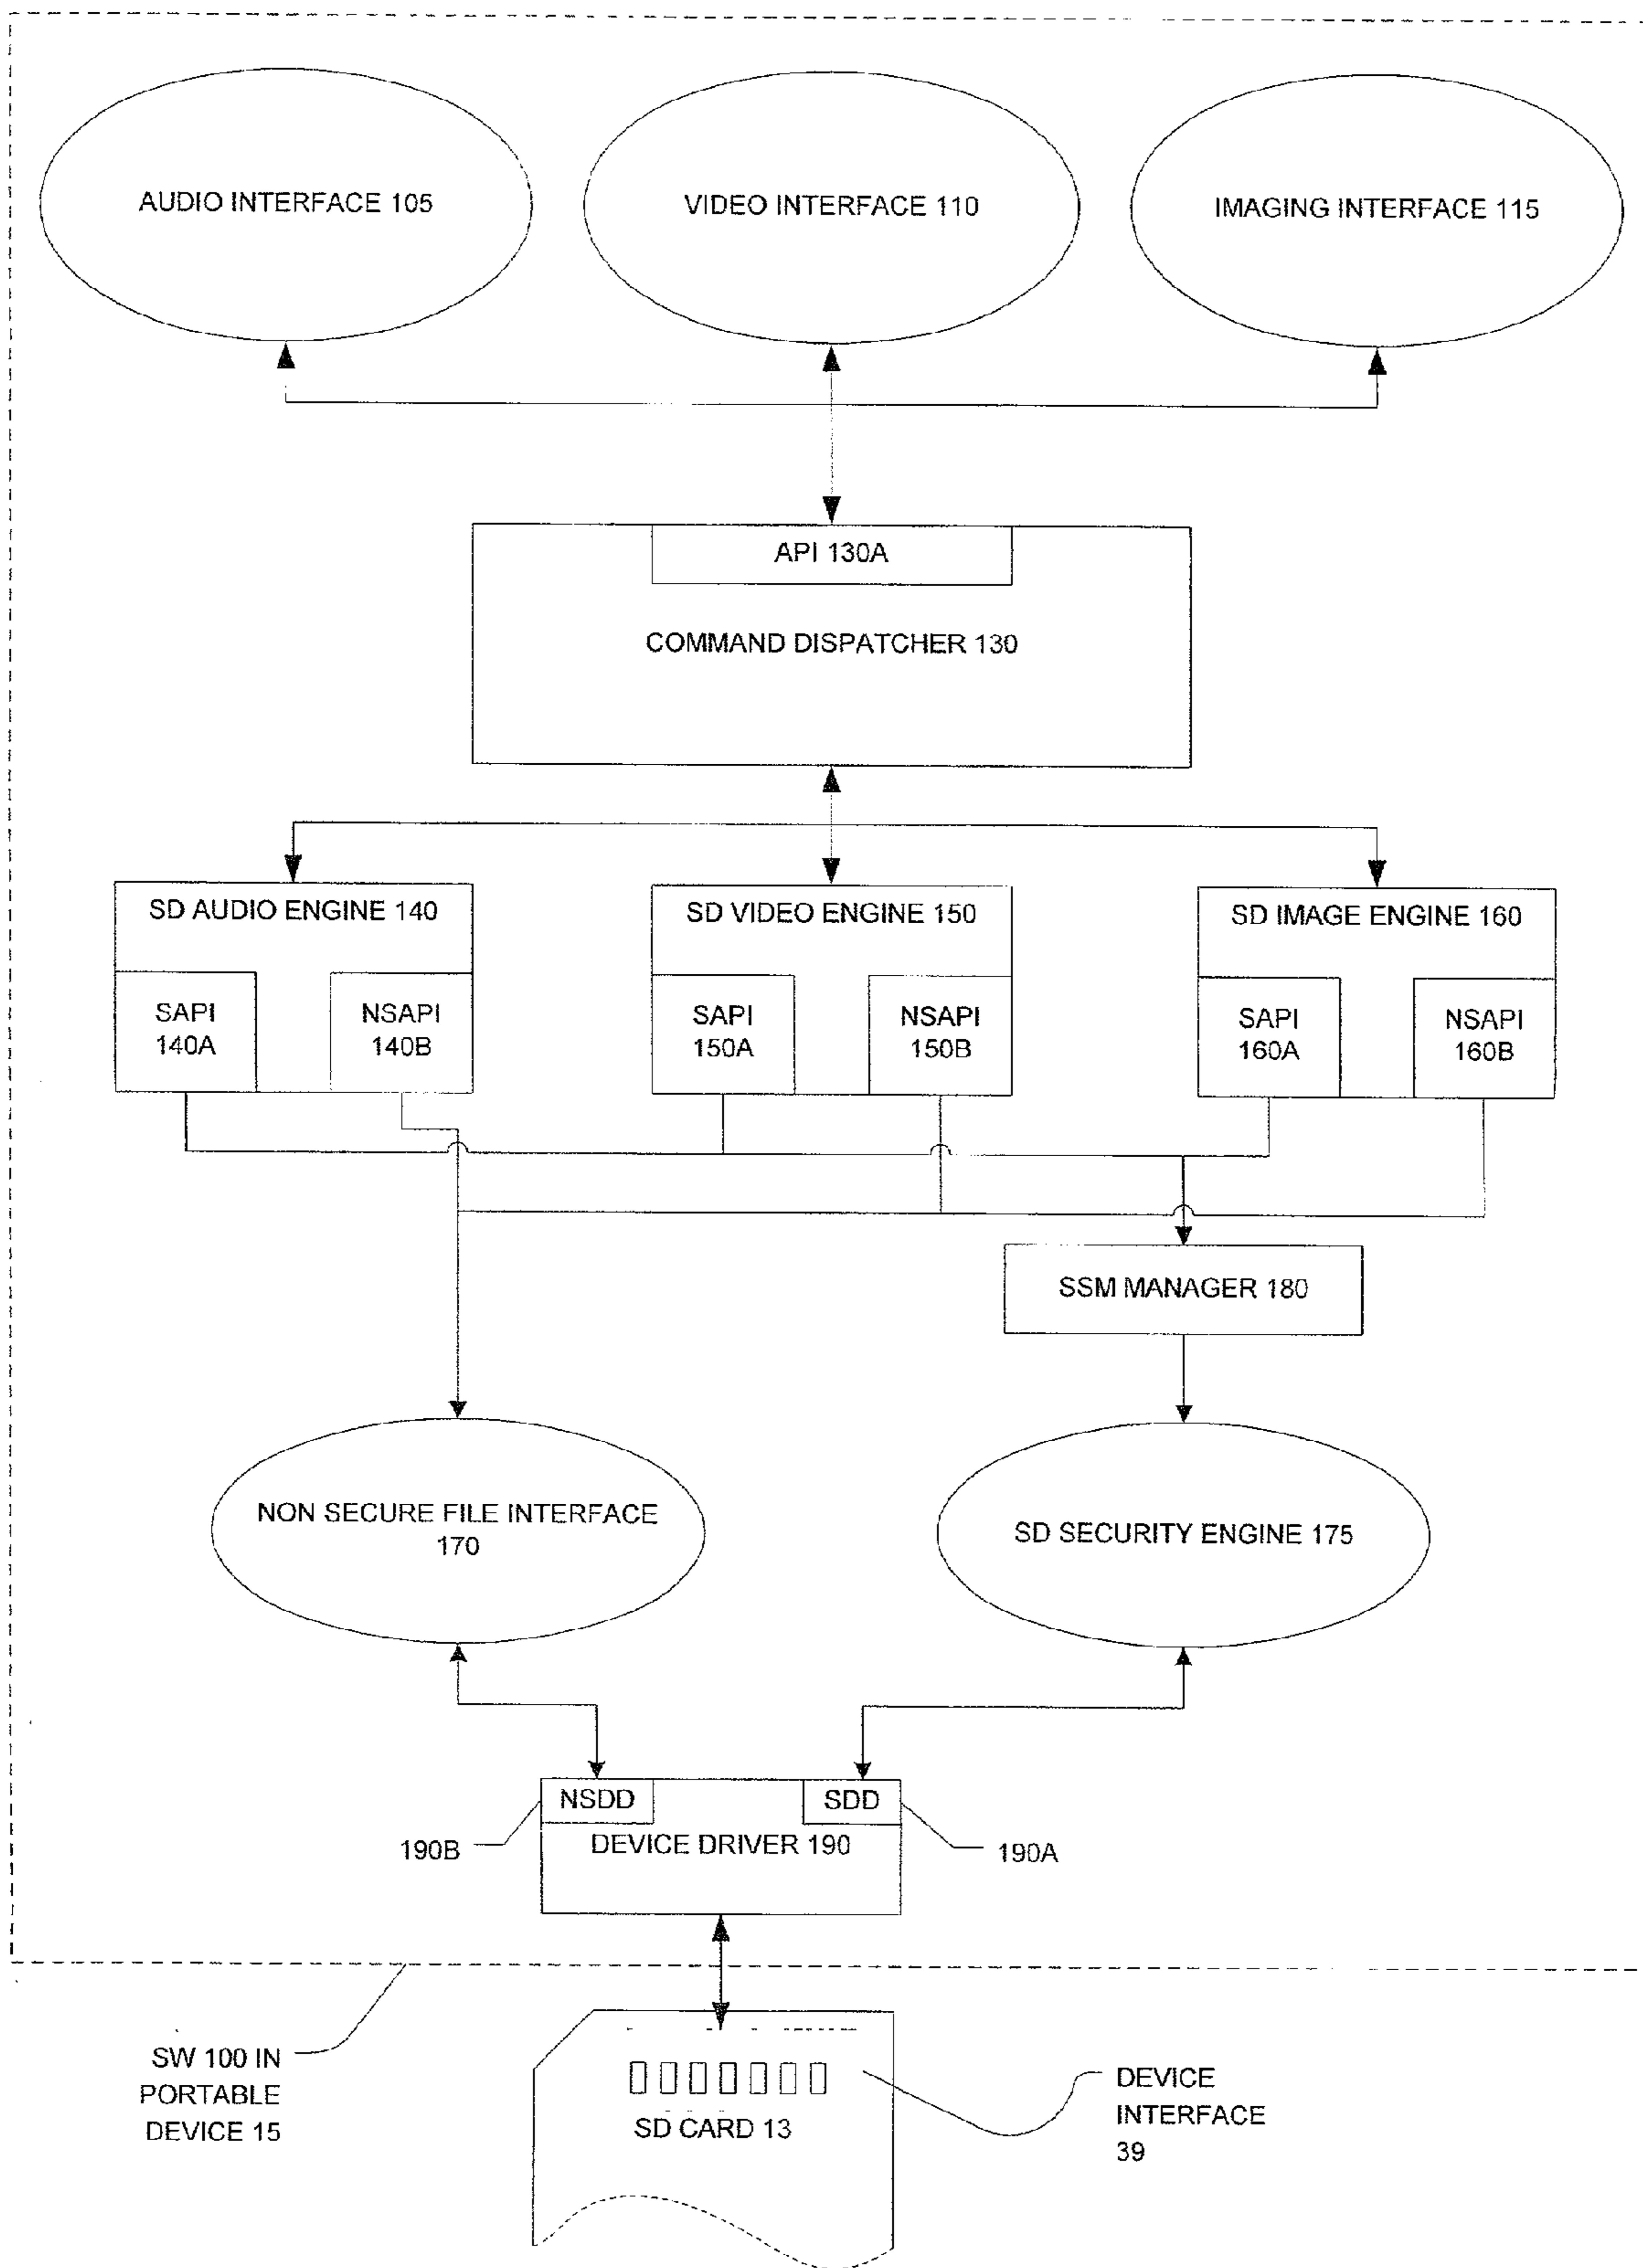 AUDIO INTERFACE 105
VIDEO INTERFACE 110
IMAGING INTERFACE 115
API 130A
COMMAND DISPATCHER 130
SD AUDIO ENGINE 140
SD VIDEO ENGINE 150
SD IMAGE ENGINE 160
SAPI
140A
NSAPI
140B
SAPI
150A
NSAPI
150B
SAPI
160A
NSAPI
160B
SSM MANAGER 180
NON SECURE FILE INTERFACE
170
SD SECURITY ENGINE 175
NSDD
SDD
190B
DEVICE DRIVER 190
190A
SW 100 IN
PORTABLE
DEVICE 15
SD CARD 13
DEVICE
INTERFACE
39